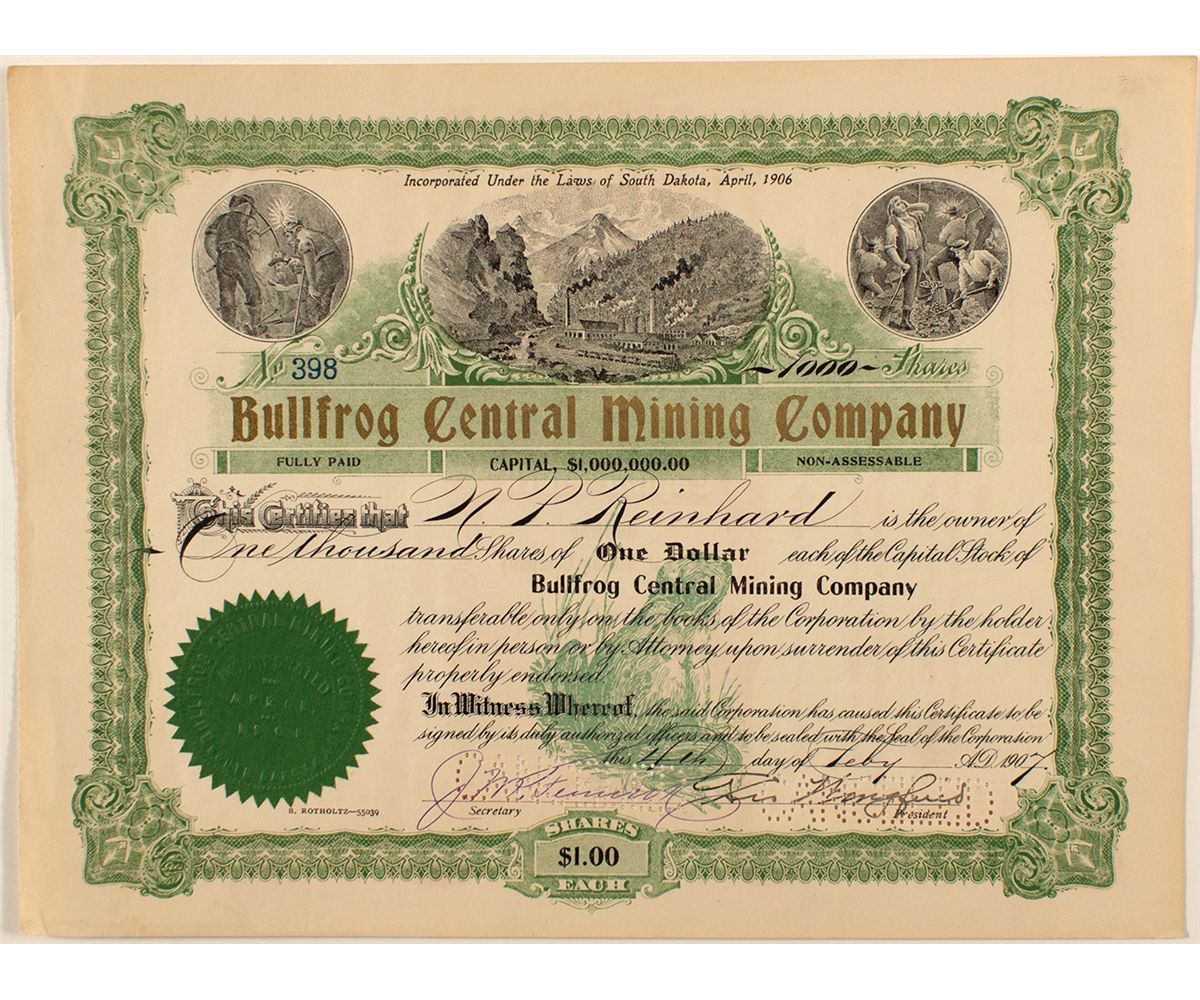 Incorporated Under the Laws of South Dakota, April, 1906
No 398
1000 Shares
Bullfrog Central Mining Company
FULLY PAID
CAPITAL, $1,000,000.00
NON-ASSESSABLE
This Certifies that N. P. Reinhard is the owner of
One thousand Shares of One Dollar each of the Capital Stock of
Bullfrog Central Mining Company
transferable only on the books of the Corporation by the holder
hereof in person or by Attorney, upon surrender of this Certificate
properly endorsed.
In Witness Whereof, the said Corporation has caused this Certificate to be
signed by its duly authorized officers and to be sealed with the Seal of the Corporation
this 4th day of Feby A.D. 1907.
B. ROTHOLTZ—55039
Secretary
President
SHARES
$1.00
EACH